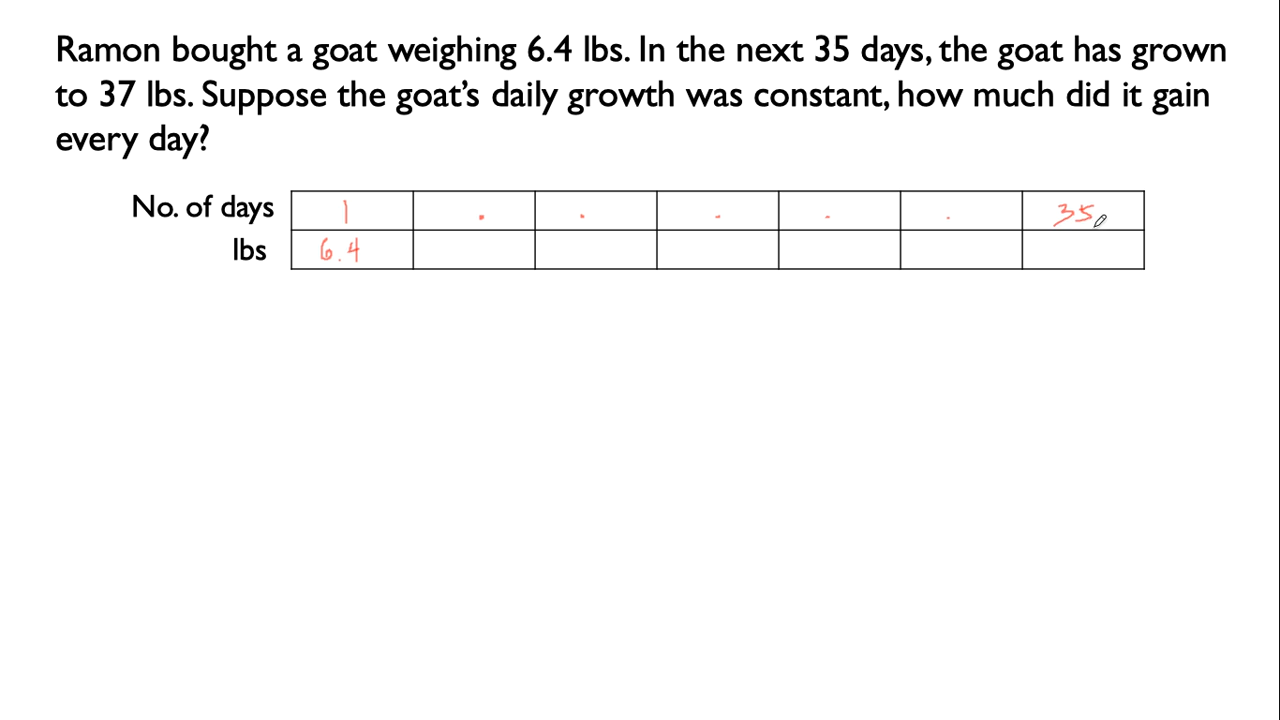 Ramon bought a goat weighing 6.4 lbs. In the next 35 days, the goat has grown
to 37 lbs. Suppose the goat’s daily growth was constant, how much did it gain
every day?
No. of days 1 . . . . . 35
lbs 6.4